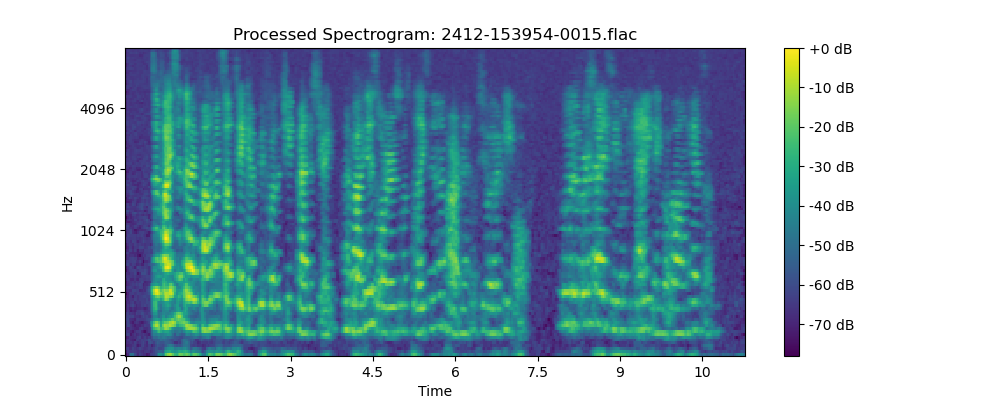 Processed Spectrogram: 2412-153954-0015.flac
Hz
4096
2048
1024
512
0
0 1.5 3 4.5 6 7.5 9 10
Time
+0 dB
-10 dB
-20 dB
-30 dB
-40 dB
-50 dB
-60 dB
-70 dB